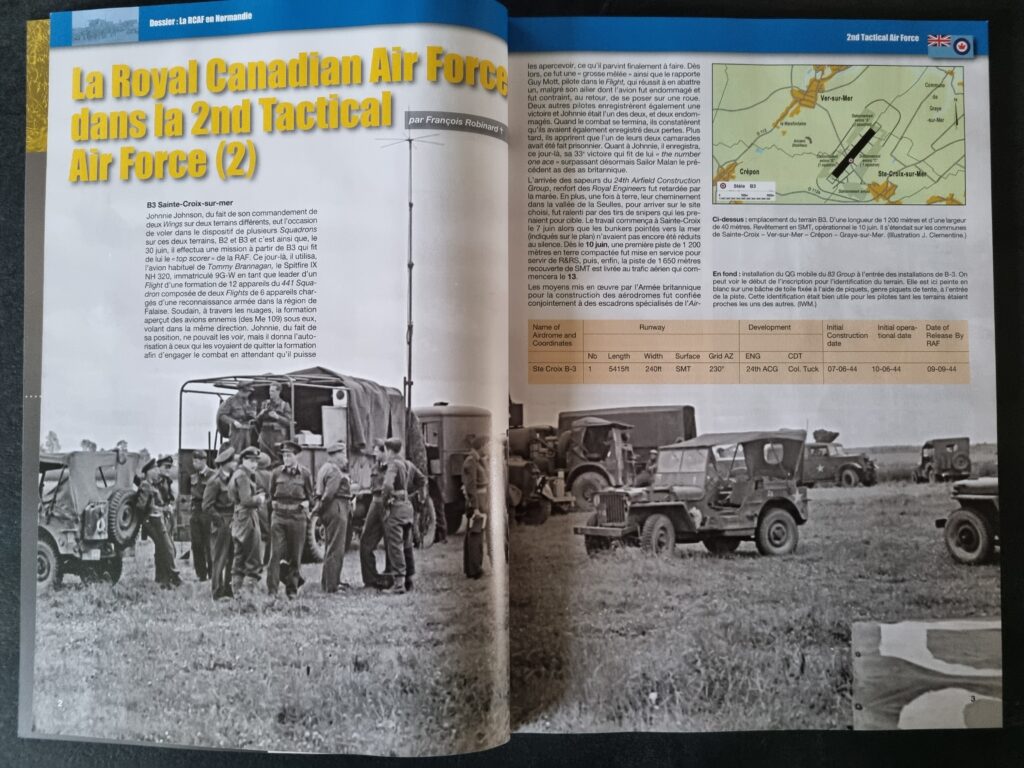 Dossier : La RCAF en Normandie
La Royal Canadian Air Force
dans la 2nd Tactical
Air Force (2)
par François Robinard †
B3 Sainte-Croix-sur-mer
Johnnie Johnson, du fait de son commandement de
deux Wings sur deux terrains différents, eut l'occasion
de voler dans le dispositif de plusieurs Squadrons
sur ces deux terrains, B2 et B3 et c'est ainsi que, le
30 juin, il effectua une mission à partir de B3 qui fit
de lui le « top scorer » de la RAF. Ce jour-là, il utilisa,
l'avion habituel de Tommy Brannagan, le Spitfire IX
NH 320, immatriculé 9G-W en tant que leader d'un
Flight d'une formation de 12 appareils du 441 Squa-
dron composée de deux Flights de 6 appareils char-
gés d'une reconnaissance armée dans la région de
Falaise. Soudain, à travers les nuages, la formation
aperçut des avions ennemis (des Me 109) sous eux,
volant dans la même direction. Johnnie, du fait de
sa position, ne pouvait les voir, mais il donna l'auto-
risation à ceux qui les voyaient de quitter la formation
afin d'engager le combat en attendant qu'il puisse
2
2nd Tactical Air Force
les apercevoir, ce qu'il parvint finalement à faire. Dès
lors, ce fut une « grosse mêlée » ainsi que le rapporte
Guy Mott, pilote dans le Flight, qui réussit à en abattre
un, malgré son ailier dont l'avion fut endommagé et
fut contraint, au retour, de se poser sur une roue.
Deux autres pilotes enregistrèrent également une
victoire et Johnnie était l'un des deux, et deux endom-
magés. Quand le combat se termina, ils constatèrent
qu'ils avaient également enregistré deux pertes. Plus
tard, ils apprirent que l'un de leurs deux camarades
avait été fait prisonnier. Quant à Johnnie, il enregistra,
ce jour-là, sa 33e victoire qui fit de lui « the number
one ace » surpassant désormais Sailor Malan le pré-
cédent as des as britannique.
L'arrivée des sapeurs du 24th Airfield Construction
Group, renfort des Royal Engineers fut retardée par
la marée. En plus, une fois à terre, leur cheminement
dans la vallée de la Seulles, pour arriver sur le site
choisi, fut ralenti par des tirs de snipers qui les pre-
naient pour cible. Le travail commença à Sainte-Croix
le 7 juin alors que les bunkers pointés vers la mer
(indiqués sur le plan) n'avaient pas encore été réduits
au silence. Dès le 10 juin, une première piste de 1 200
mètres en terre compactée fut mise en service pour
servir de R&RS, puis, enfin, la piste de 1 650 mètres
recouverte de SMT est livrée au trafic aérien qui com-
mencera le 13.
Les moyens mis en œuvre par l'Armée britannique
pour la construction des aérodromes fut confiée
conjointement à des escadrons spécialisés de l'Air-
Ver-sur-Mer
Commune
de
Graye
-sur-Mer
la Marefontaine
D 112
Crépon
Ste-Croix-sur-Mer
D 112A
Stèle B3
Ci-dessus : emplacement du terrain B3. D'une longueur de 1 200 mètres et d'une largeur
de 40 mètres. Revêtement en SMT, opérationnel le 10 juin. Il s'étendait sur les communes
de Sainte-Croix – Ver-sur-Mer – Crépon – Graye-sur-Mer. (Illustration J. Clementine.)
En fond : installation du QG mobile du 83 Group à l'entrée des installations de B-3. On
peut voir le début de l'inscription pour l'identification du terrain. Elle est ici peinte en
blanc sur une bâche de toile fixée à l'aide de piquets, genre piquets de tente, à l'entrée
de la piste. Cette identification était bien utile pour les pilotes tant les terrains étaient
proches les uns des autres. (IWM.)
Name of Airdrome and Coordinates Runway Development Initial Construction date Initial opera-tional date Date of Release By RAF
Nb Length Width Surface Grid AZ ENG CDT
Ste Croix B-3 1 5415ft 240ft SMT 230° 24th ACG Col. Tuck 07-06-44 10-06-44 09-09-44
3